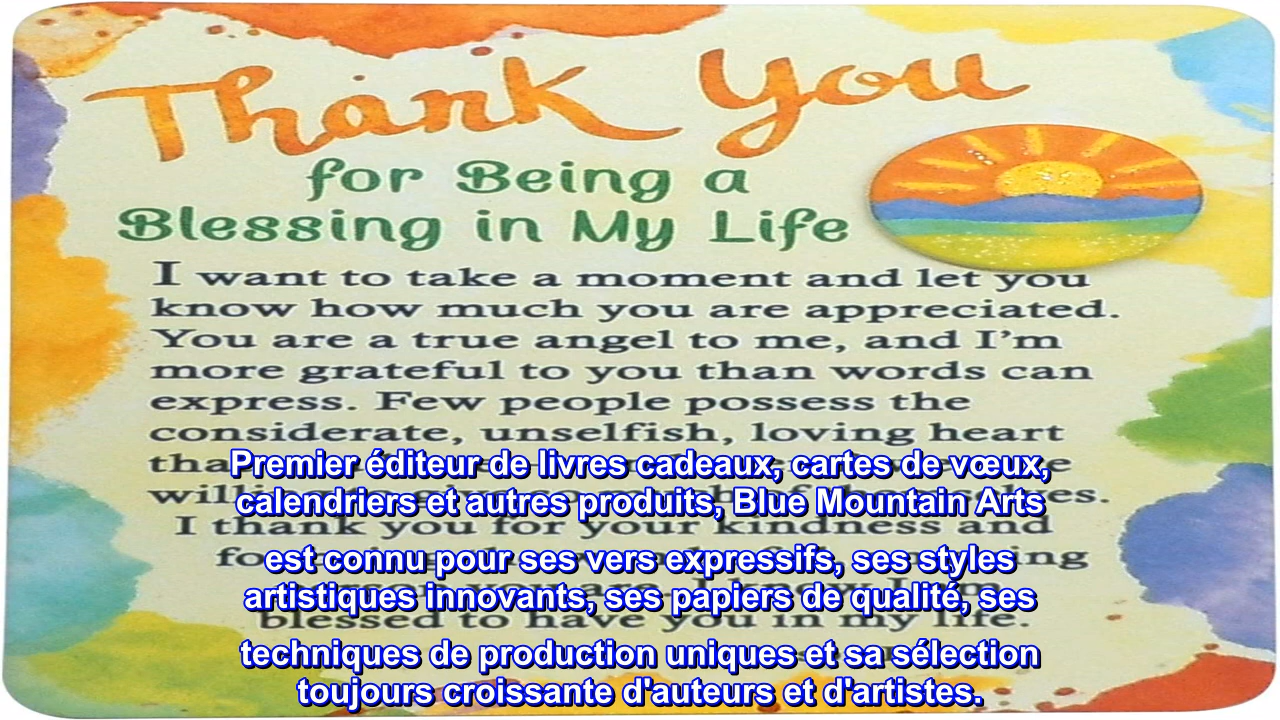 Thank You
for Being a
Blessing in My Life
I want to take a moment and let you
know how much you are appreciated.
You are a true angel to me, and I'm
more grateful to you than words can
express. Few people possess the
considerate, unselfish, loving heart
Premier éditeur de livres cadeaux, cartes de vœux,
calendriers et autres produits, Blue Mountain Arts
I thank you for your kindness and
est connu pour ses vers expressifs, ses styles
artistiques innovants, ses papiers de qualité, ses
blessed to have you in my life.
techniques de production uniques et sa sélection
toujours croissante d'auteurs et d'artistes.